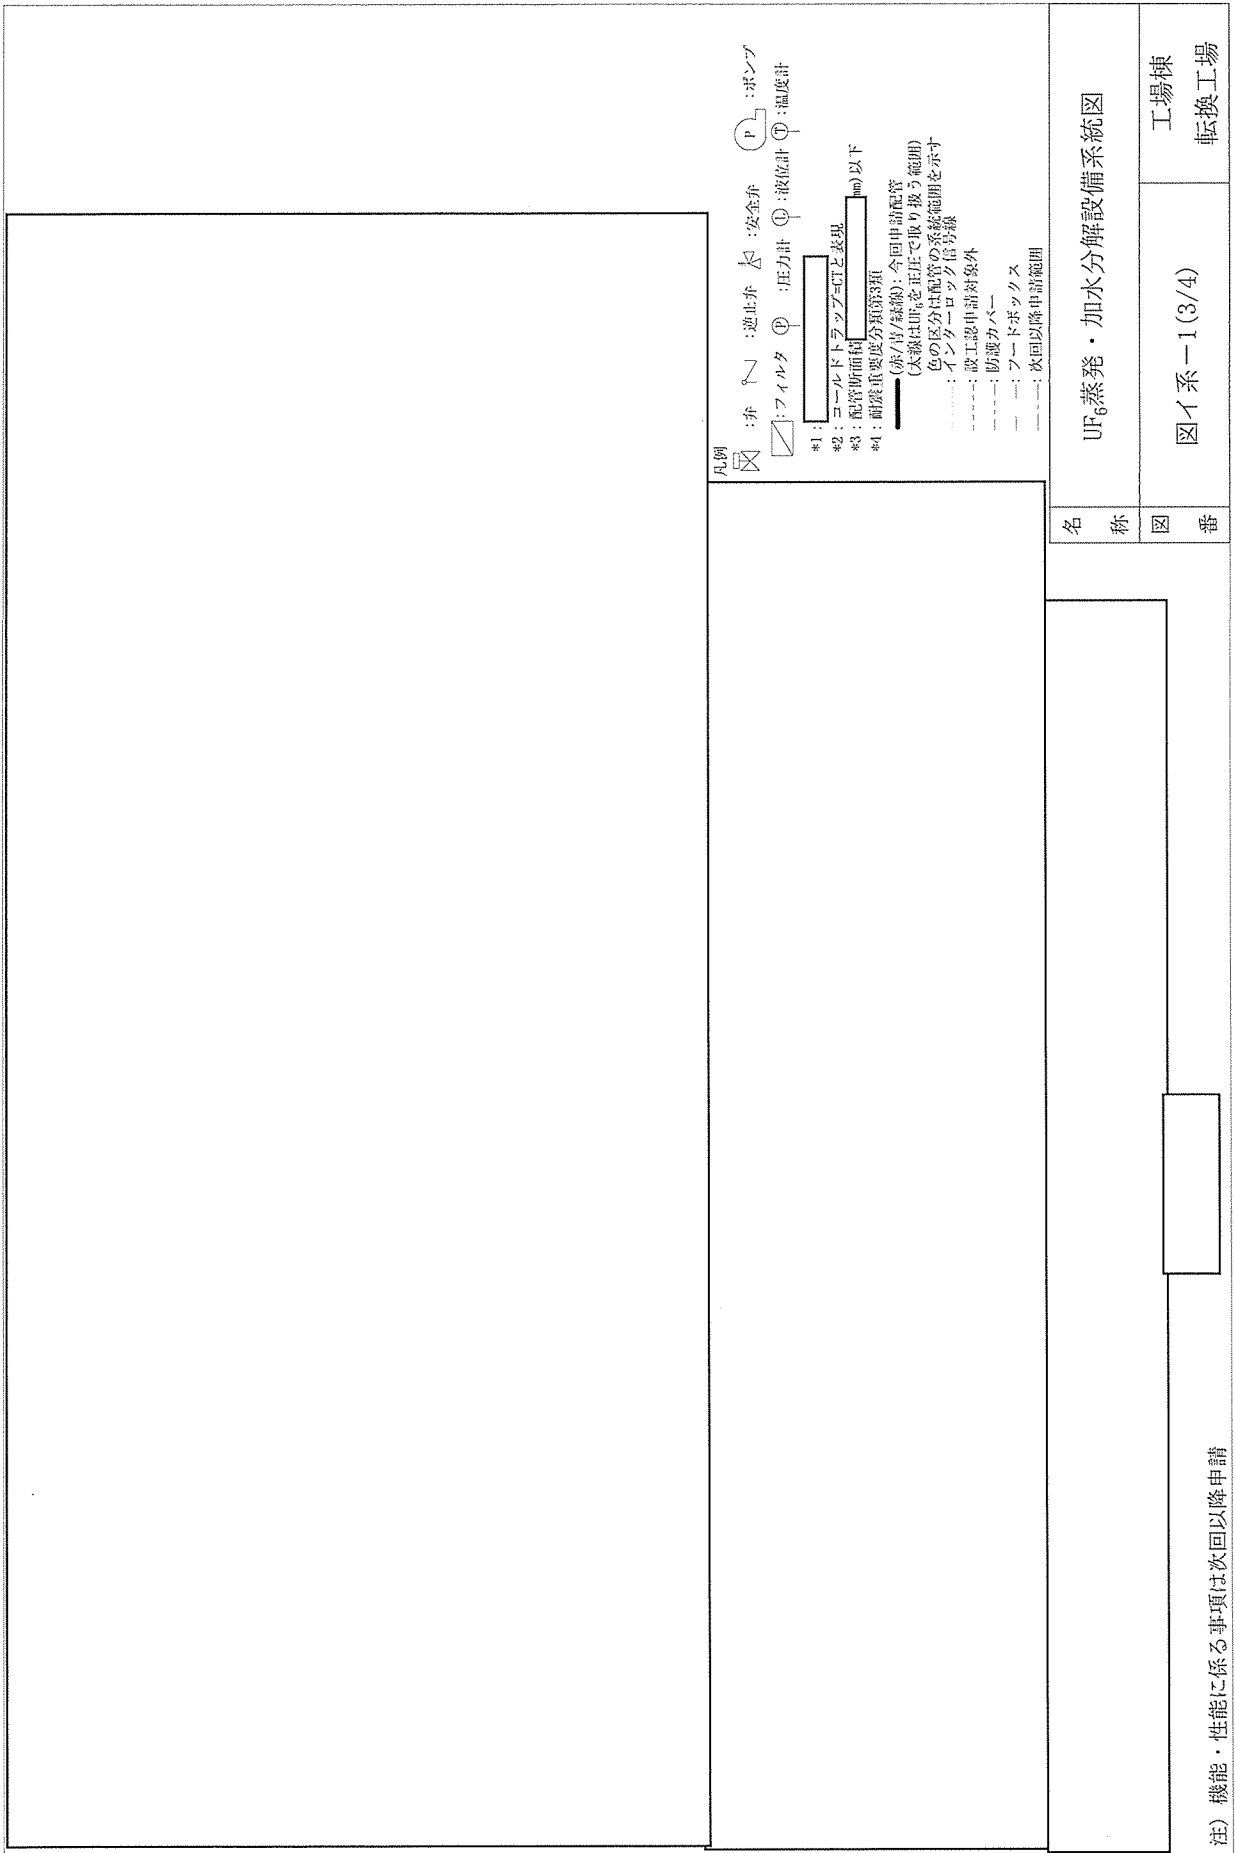 凡例
:弁 :逆止弁 :安全弁 P :ポンプ
:フィルタ P :圧力計 L :液位計 T :温度計
*1:
*2:コールドトラップ=CTと表現
*3:配管断面積 mm)以下
*4:耐震重要度分類第3類
(赤/青/緑線):今回申請配管
(太線はUF₆を正圧で取り扱う範囲)
色の区分は配管の系統範囲を示す
:インターロック信号線
:設工認申請対象外
:防護カバー
:フードボックス
:次回以降申請範囲
名称
UF₆蒸発・加水分解設備系統図
図番
図イ系-1(3/4)
工場棟
転換工場
注) 機能・性能に係る事項は次回以降申請